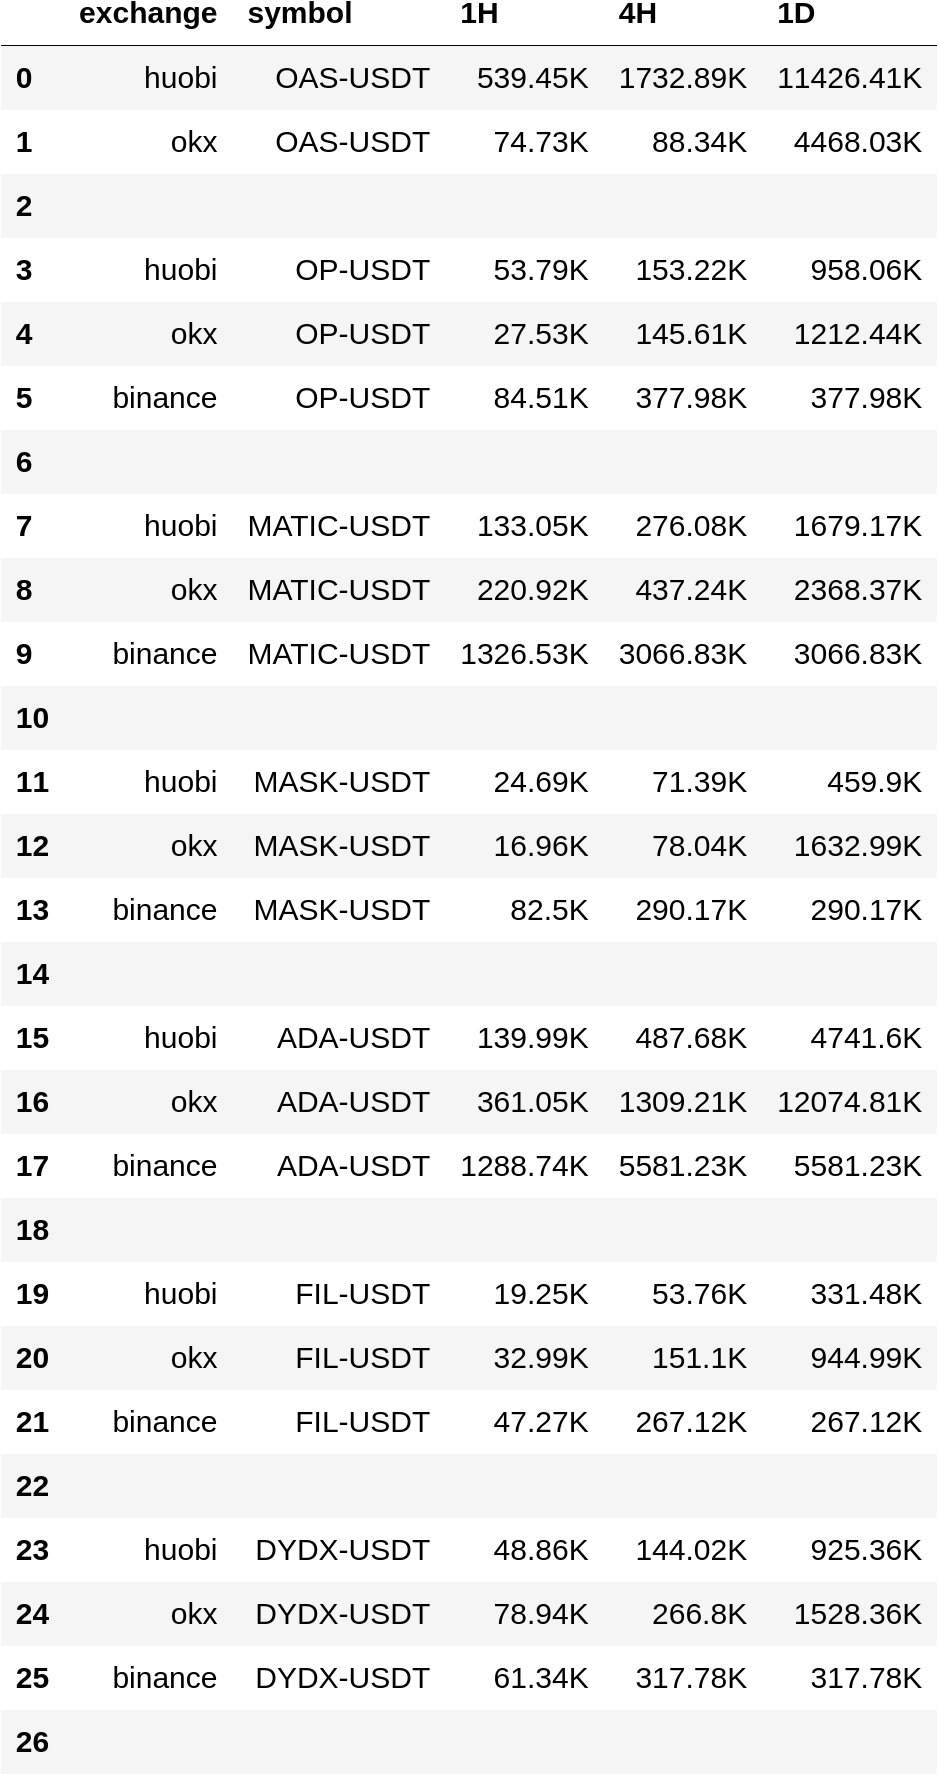 exchange symbol 1H 4H 1D
0 huobi OAS-USDT 539.45K 1732.89K 11426.41K
1 okx OAS-USDT 74.73K 88.34K 4468.03K
2
3 huobi OP-USDT 53.79K 153.22K 958.06K
4 okx OP-USDT 27.53K 145.61K 1212.44K
5 binance OP-USDT 84.51K 377.98K 377.98K
6
7 huobi MATIC-USDT 133.05K 276.08K 1679.17K
8 okx MATIC-USDT 220.92K 437.24K 2368.37K
9 binance MATIC-USDT 1326.53K 3066.83K 3066.83K
10
11 huobi MASK-USDT 24.69K 71.39K 459.9K
12 okx MASK-USDT 16.96K 78.04K 1632.99K
13 binance MASK-USDT 82.5K 290.17K 290.17K
14
15 huobi ADA-USDT 139.99K 487.68K 4741.6K
16 okx ADA-USDT 361.05K 1309.21K 12074.81K
17 binance ADA-USDT 1288.74K 5581.23K 5581.23K
18
19 huobi FIL-USDT 19.25K 53.76K 331.48K
20 okx FIL-USDT 32.99K 151.1K 944.99K
21 binance FIL-USDT 47.27K 267.12K 267.12K
22
23 huobi DYDX-USDT 48.86K 144.02K 925.36K
24 okx DYDX-USDT 78.94K 266.8K 1528.36K
25 binance DYDX-USDT 61.34K 317.78K 317.78K
26